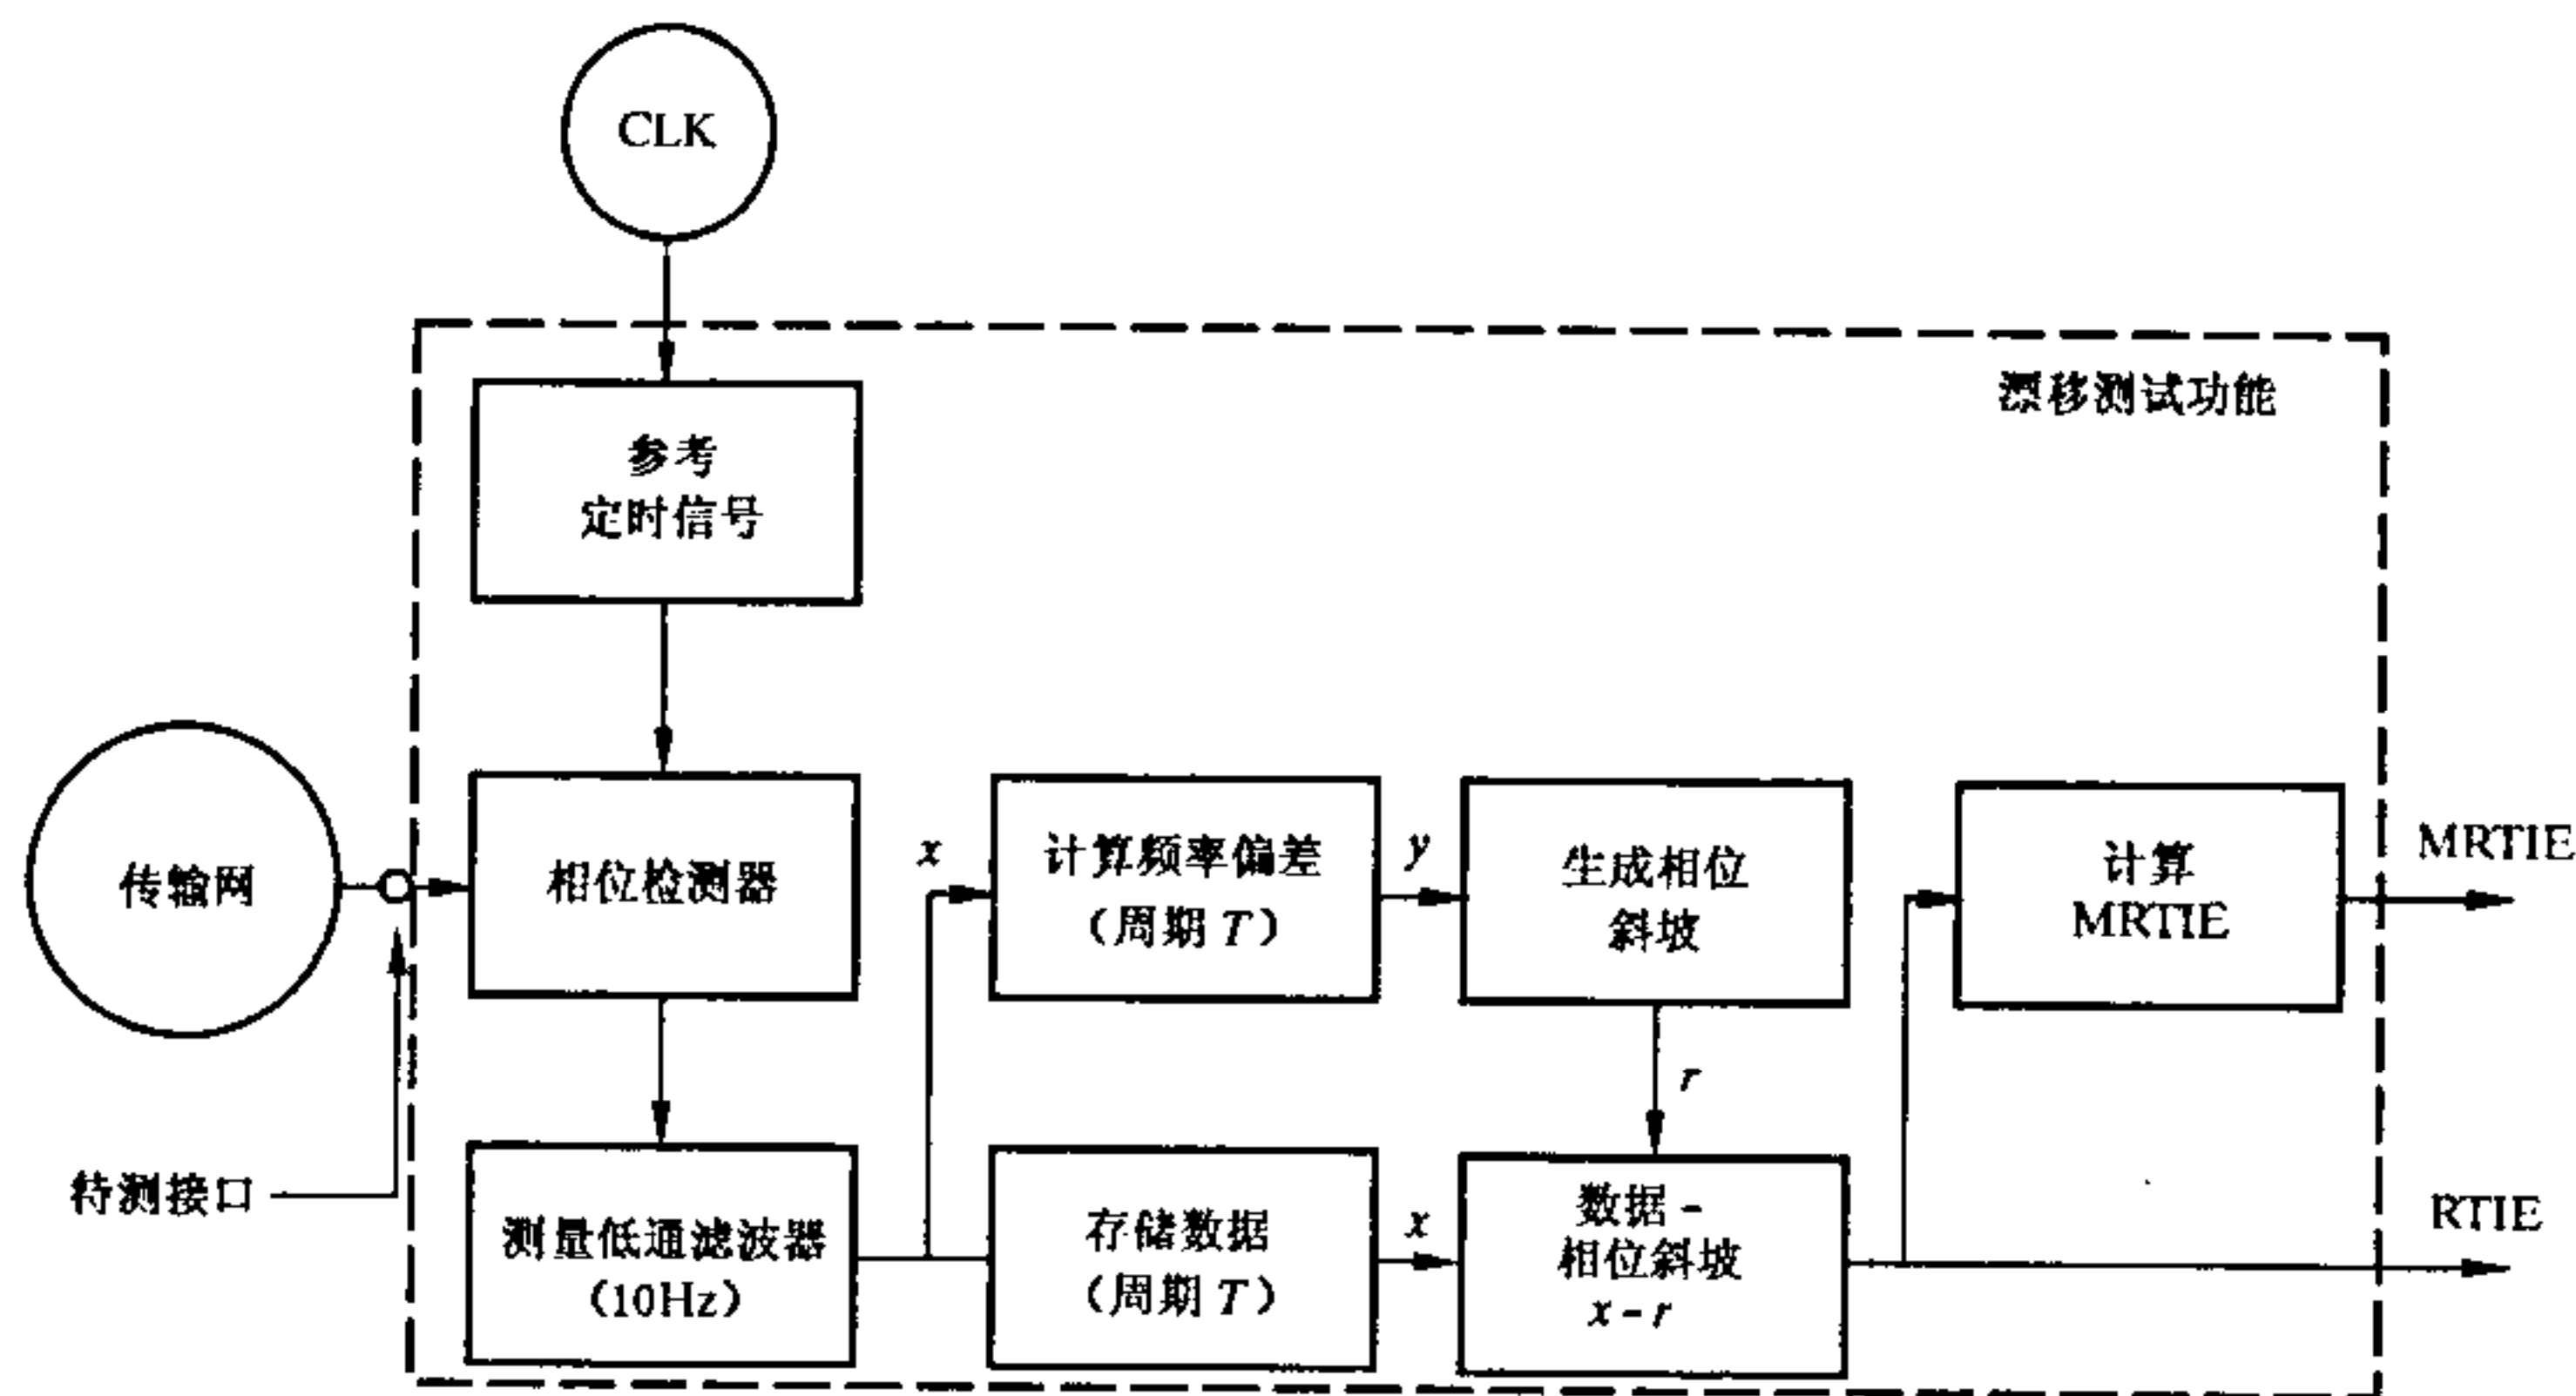 CLK
漂移测试功能
参考
定时信号
传输网
相位检测器
x
计算频率偏差
（周期 T）
y
生成相位
斜坡
计算
MRTIE
MRTIE
r
特测接口
测量低通滤波器
（10Hz）
存储数据
（周期 T）
x
数据 -
相位斜坡
x - r
RTIE